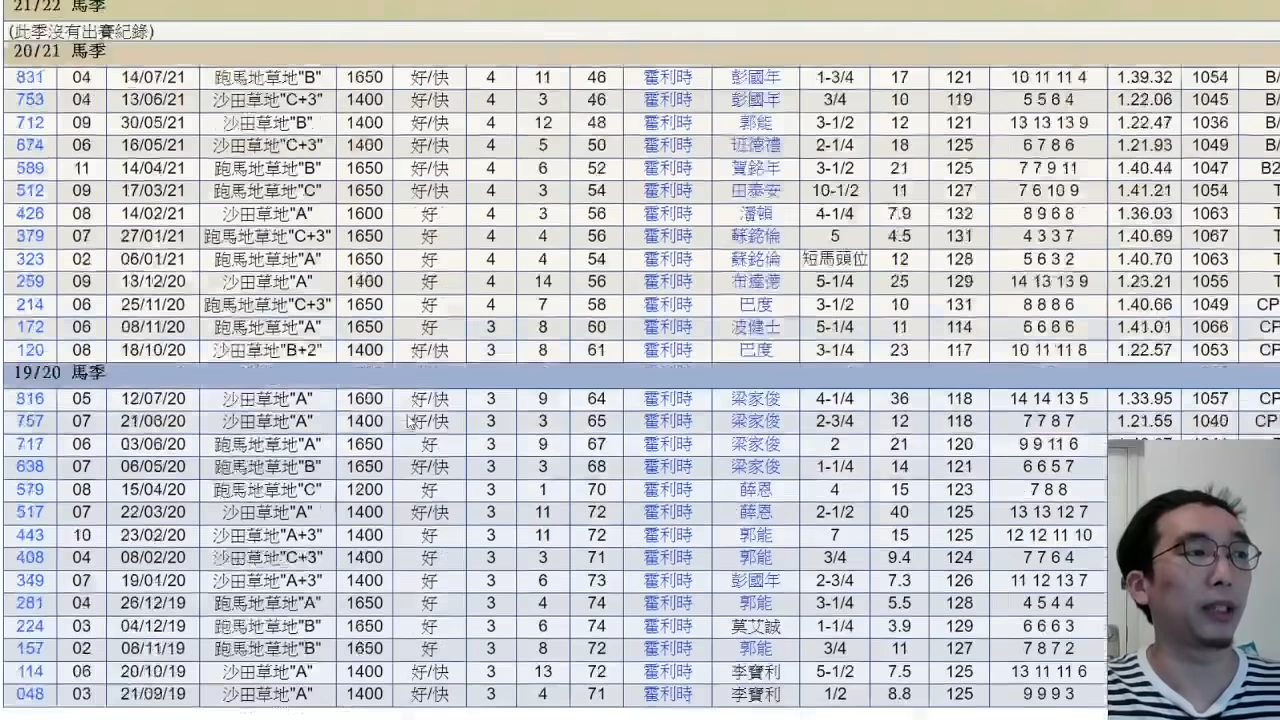 21/22 馬季
(此季沒有出賽紀錄)
20/21 馬季
831 04 14/07/21 跑馬地草地"B" 1650 好/快 4 11 46 霍利時 彭國年 1-3/4 17 121 10 11 11 4 1.39.32 1054 B/
753 04 13/06/21 沙田草地"C+3" 1400 好/快 4 3 46 霍利時 彭國年 3/4 10 119 5 5 6 4 1.22.06 1045 B/
712 09 30/05/21 沙田草地"B" 1400 好/快 4 12 48 霍利時 郭能 3-1/2 12 121 13 13 13 9 1.22.47 1036 B/
674 06 16/05/21 沙田草地"C+3" 1400 好/快 4 5 50 霍利時 班德禮 2-1/4 18 125 6 7 8 6 1.21.93 1049 B/
589 11 14/04/21 跑馬地草地"B" 1650 好/快 4 6 52 霍利時 賀銘年 3-1/2 21 125 7 7 9 11 1.40.44 1047 B2
512 09 17/03/21 跑馬地草地"C" 1650 好/快 4 3 54 霍利時 田泰安 10-1/2 11 127 7 6 10 9 1.41.21 1054 T
426 08 14/02/21 沙田草地"A" 1600 好 4 3 56 霍利時 潘頓 4-1/4 7.9 132 8 9 6 8 1.36.03 1063 T
379 07 27/01/21 跑馬地草地"C+3" 1650 好 4 4 56 霍利時 蘇銘倫 5 4.5 131 4 3 3 7 1.40.69 1067 T
323 02 06/01/21 跑馬地草地"A" 1650 好 4 4 54 霍利時 蘇銘倫 短馬頭位 12 128 5 6 3 2 1.40.70 1063 T
259 09 13/12/20 沙田草地"A" 1400 好 4 14 56 霍利時 布達德 5-1/4 25 129 14 13 13 9 1.23.21 1055 T
214 06 25/11/20 跑馬地草地"C+3" 1650 好 4 7 58 霍利時 巴度 3-1/2 10 131 8 8 8 6 1.40.66 1049 CP
172 06 08/11/20 跑馬地草地"A" 1650 好 3 8 60 霍利時 波健士 5-1/4 11 114 6 6 8 6 1.41.01 1066 CP
120 08 18/10/20 沙田草地"B+2" 1400 好/快 3 8 61 霍利時 巴度 3-1/4 23 117 10 11 11 8 1.22.57 1053 CP
19/20 馬季
816 05 12/07/20 沙田草地"A" 1600 好/快 3 9 64 霍利時 梁家俊 4-1/4 36 118 14 14 13 5 1.33.95 1057 CP
757 07 21/06/20 沙田草地"A" 1400 好/快 3 3 65 霍利時 梁家俊 2-3/4 12 118 7 7 8 7 1.21.55 1040 CP
717 06 03/06/20 跑馬地草地"A" 1650 好 3 9 67 霍利時 梁家俊 2 21 120 9 9 11 6
638 07 06/05/20 跑馬地草地"B" 1650 好/快 3 3 68 霍利時 梁家俊 1-1/4 14 121 6 6 5 7
579 08 15/04/20 跑馬地草地"C" 1200 好 3 1 70 霍利時 薛恩 4 15 123 7 8 8
517 07 22/03/20 沙田草地"A" 1400 好/快 3 11 72 霍利時 薛恩 2-1/2 40 125 13 13 12 7
443 10 23/02/20 沙田草地"A+3" 1400 好 3 11 72 霍利時 郭能 7 15 125 12 12 11 10
408 04 08/02/20 沙田草地"C+3" 1400 好 3 3 71 霍利時 郭能 3/4 9.4 124 7 7 6 4
349 07 19/01/20 沙田草地"A+3" 1400 好 3 6 73 霍利時 彭國年 2-3/4 7.3 126 11 12 13 7
281 04 26/12/19 跑馬地草地"A" 1650 好 3 4 74 霍利時 郭能 3-1/4 5.5 128 4 5 4 4
224 03 04/12/19 跑馬地草地"B" 1650 好 3 6 74 霍利時 莫艾誠 1-1/4 3.9 129 6 6 6 3
157 02 06/11/19 跑馬地草地"B" 1650 好 3 8 72 霍利時 郭能 3/4 11 127 7 8 7 2
114 06 20/10/19 沙田草地"A" 1400 好/快 3 13 72 霍利時 李寶利 5-1/2 7.5 125 13 11 11 6
048 03 21/09/19 沙田草地"A" 1400 好/快 3 4 71 霍利時 李寶利 1/2 8.8 125 9 9 9 3